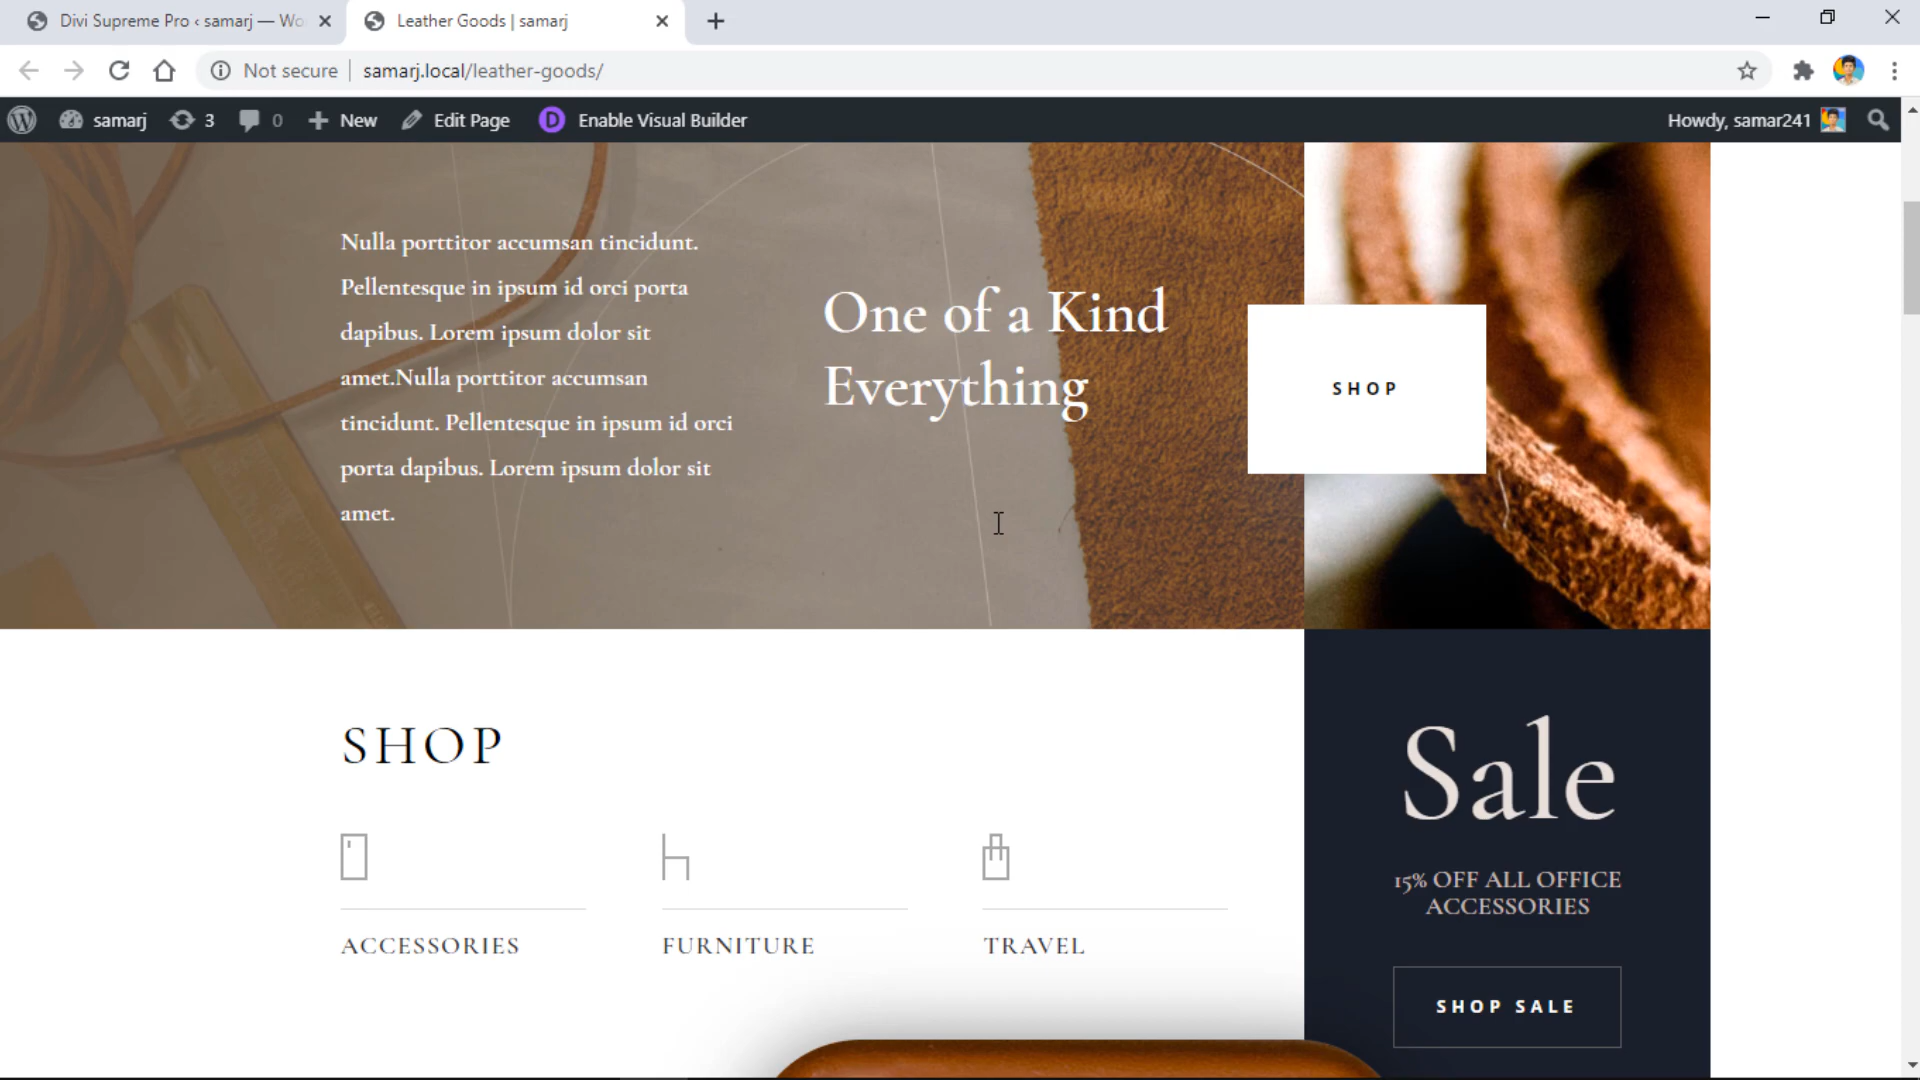 Divi Supreme Pro ‹ samarj — Wo
Leather Goods | samarj
Not secure
samarj.local/leather-goods/
samarj
3
0
New
Edit Page
D
Enable Visual Builder
Howdy, samar241
Nulla porttitor accumsan tincidunt.
Pellentesque in ipsum id orci porta
dapibus. Lorem ipsum dolor sit
amet.Nulla porttitor accumsan
tincidunt. Pellentesque in ipsum id orci
porta dapibus. Lorem ipsum dolor sit
amet.
One of a Kind
Everything
SHOP
SHOP
ACCESSORIES
FURNITURE
TRAVEL
Sale
15% OFF ALL OFFICE
ACCESSORIES
SHOP SALE